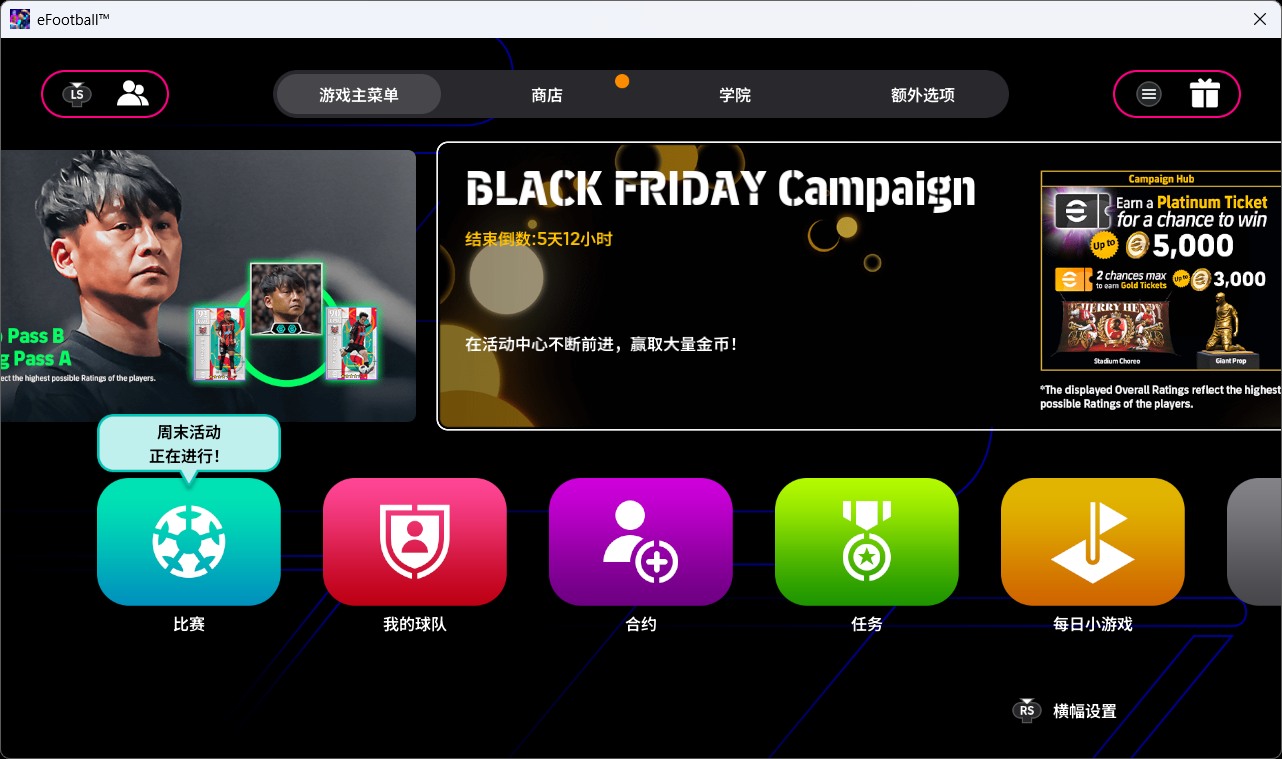 eFootball™
LS
游戏主菜单
商店
学院
额外选项
Pass B
g Pass A
ect the highest possible Ratings of the players.
BLACK FRIDAY Campaign
结束倒数:5天12小时
在活动中心不断前进，赢取大量金币！
Campaign Hub
Earn a Platinum Ticket
for a chance to win
Up to 5,000
2 chances max
to earn Gold Tickets
Up to 3,000
THIERRY HENRY
Stadium Choreo
Giant Prop
*The displayed Overall Ratings reflect the highest
possible Ratings of the players.
周末活动
正在进行！
比赛
我的球队
合约
任务
每日小游戏
RS
横幅设置